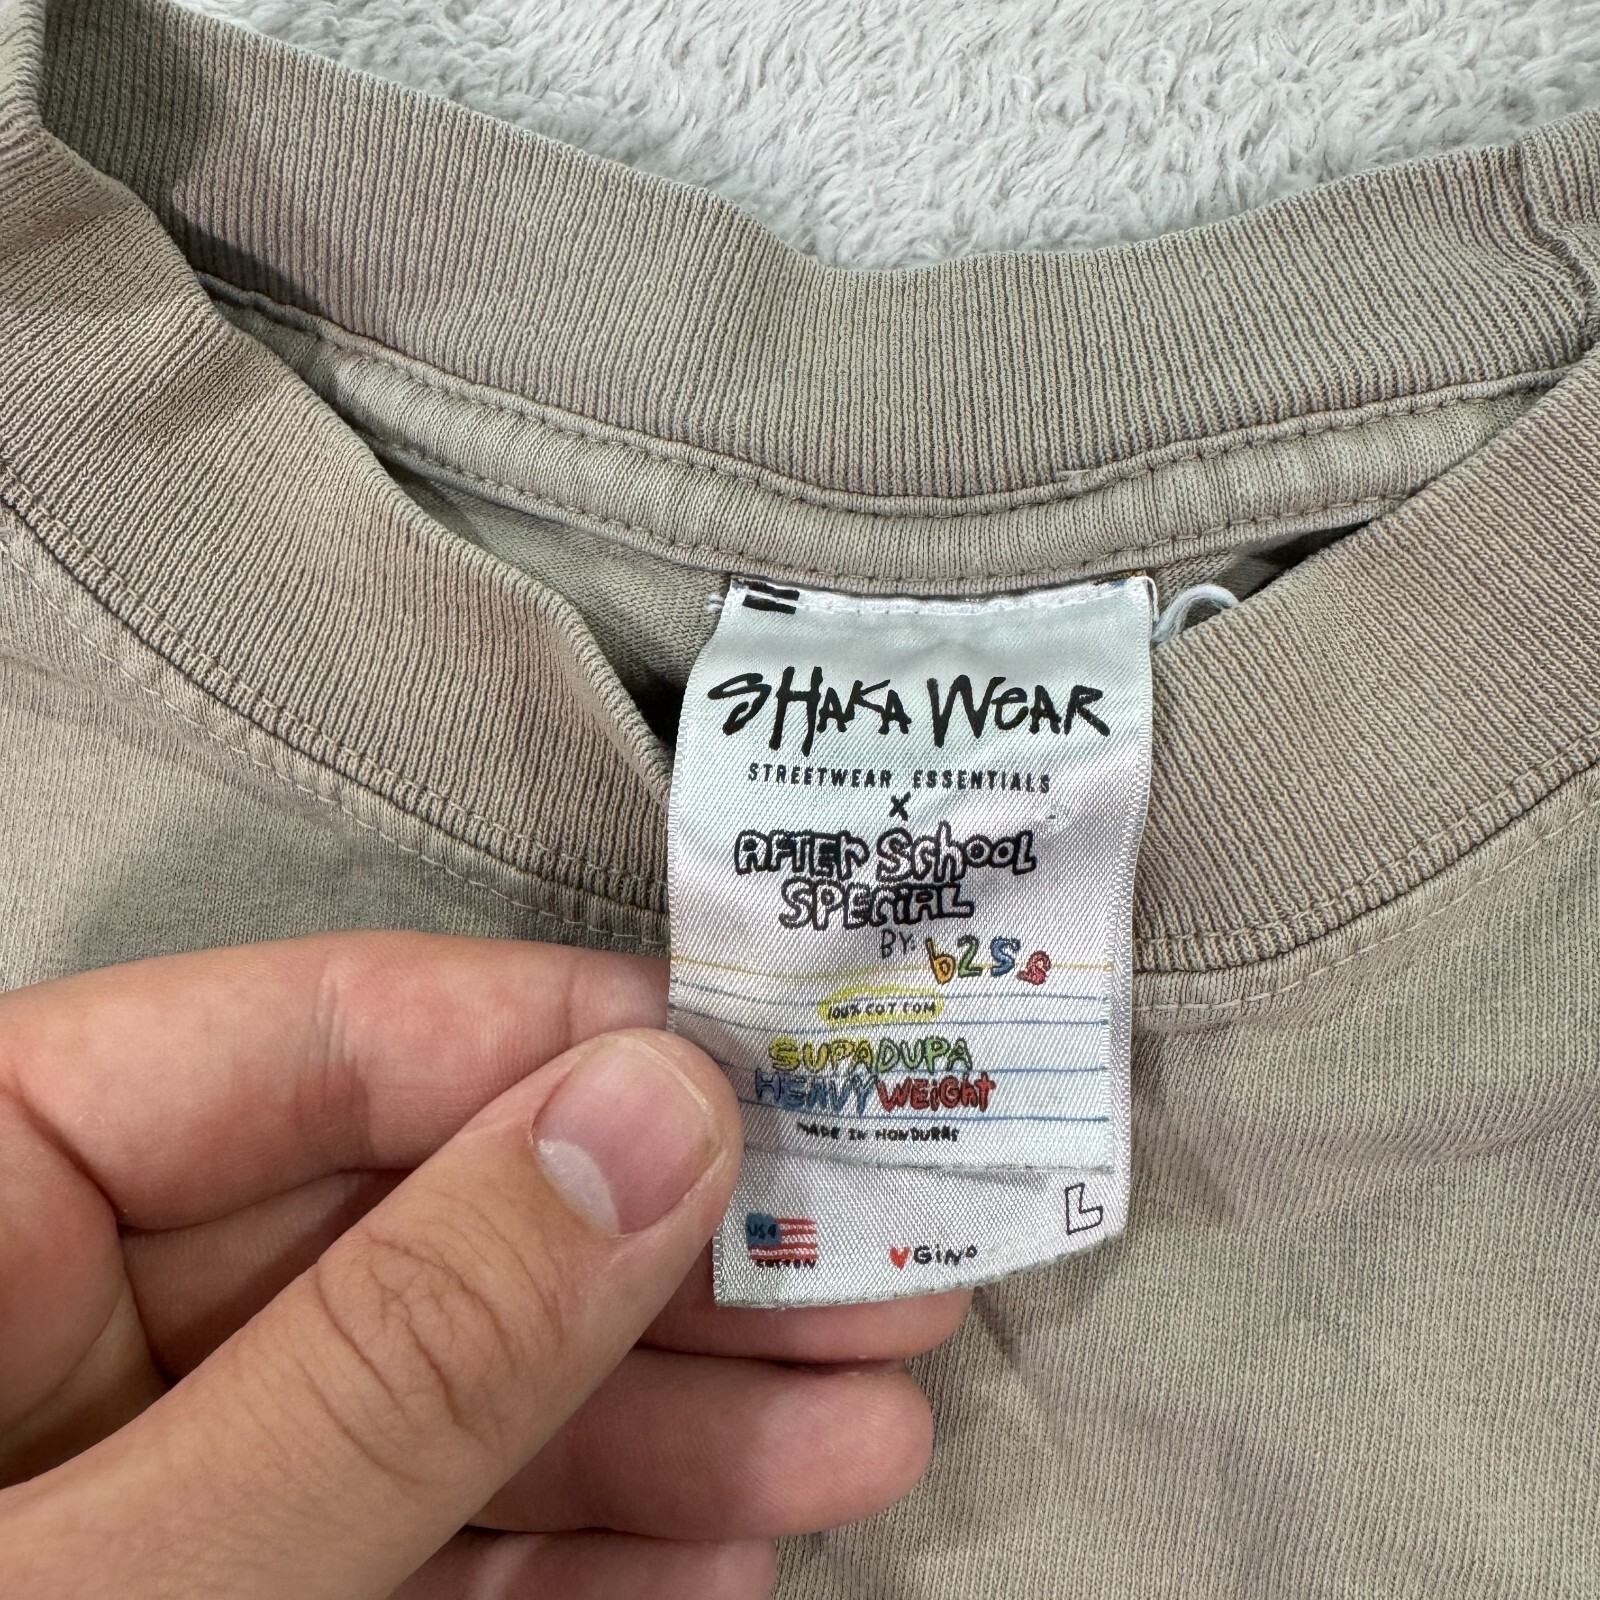 SHAKA WEAR
STREETWEAR ESSENTIALS
X
AFTER School
SPECIAL
BY: b2Ss
100% COTTON
SUPADUPA
HEAVYWEIGht
MADE IN HONDURAS
L
USA
COTTON
♥GINO